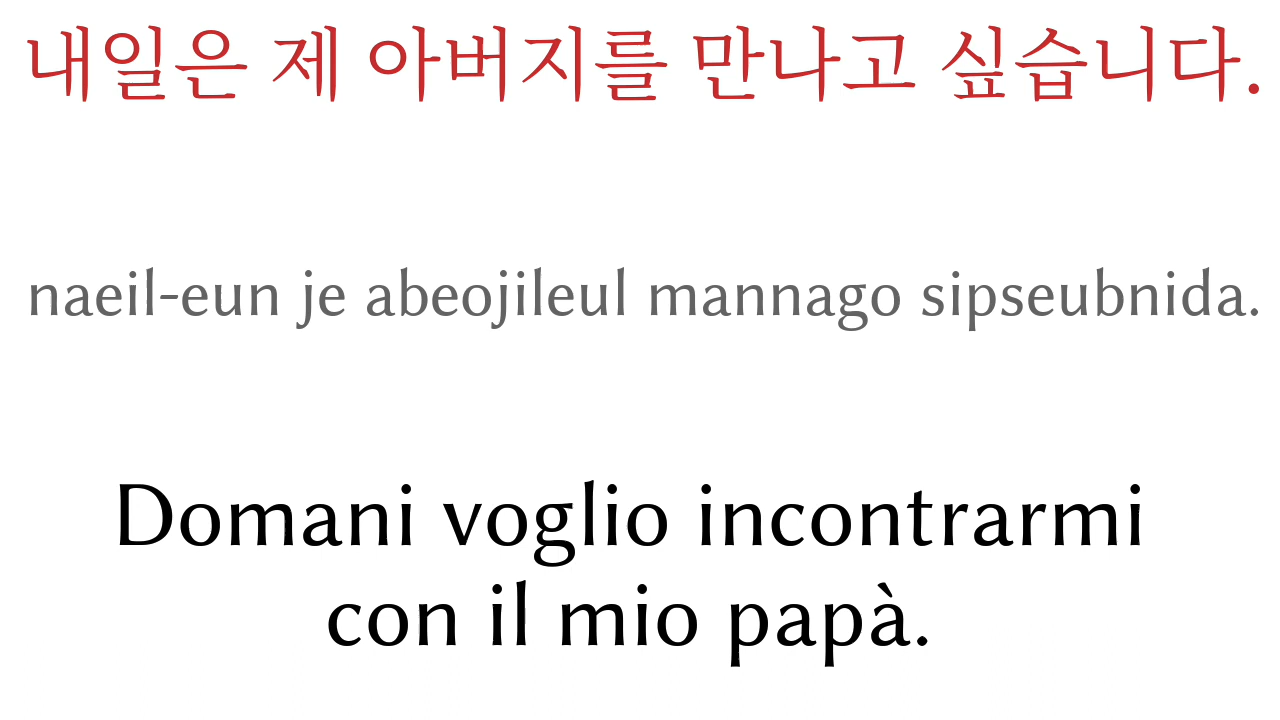 내일은 제 아버지를 만나고 싶습니다.
naeil-eun je abeojileul mannago sipseubnida.
Domani voglio incontrarmi
con il mio papà.